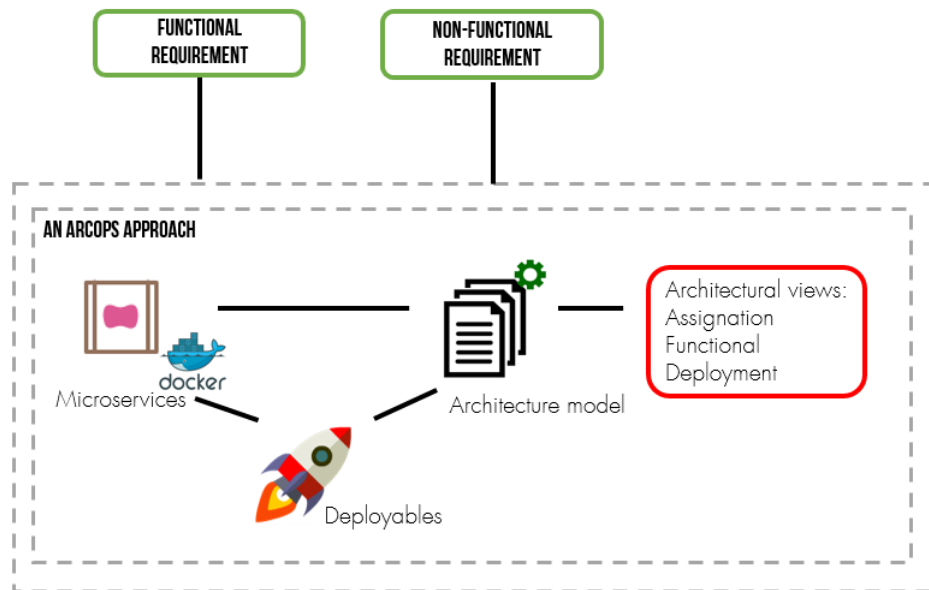 FUNCTIONAL
REQUIREMENT
NON-FUNCTIONAL
REQUIREMENT
AN ARCOPS APPROACH
docker
Microservices
Architecture model
Architectural views:
Assignation
Functional
Deployment
Deployables